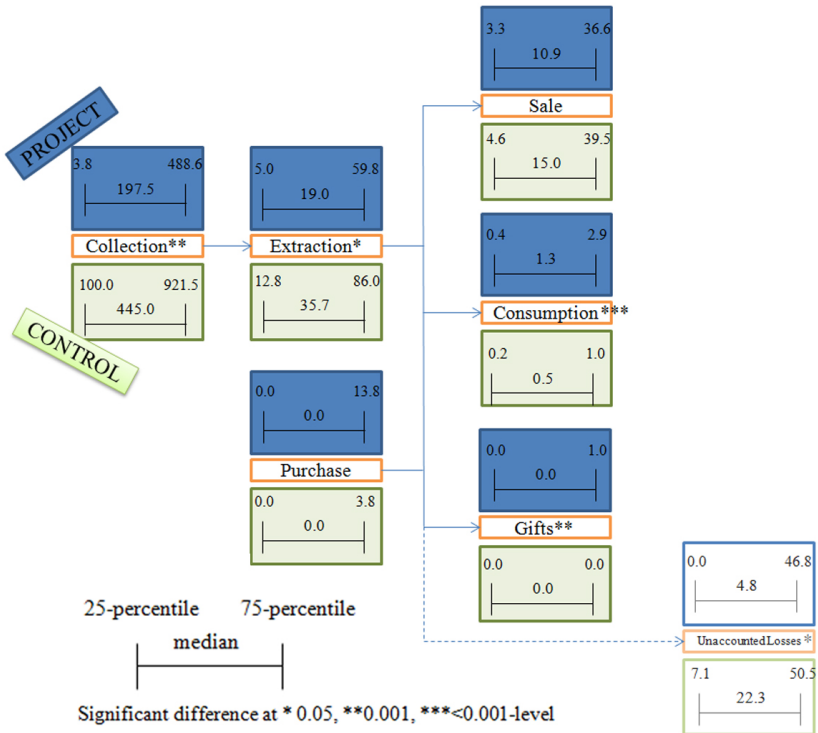 3.3 36.6
10.9
Sale
4.6 39.5
15.0
PROJECT
3.8 488.6
197.5
Collection**
100.0 921.5
445.0
CONTROL
5.0 59.8
19.0
Extraction*
12.8 86.0
35.7
0.4 2.9
1.3
Consumption***
0.2 1.0
0.5
0.0 13.8
0.0
Purchase
0.0 3.8
0.0
0.0 1.0
0.0
Gifts**
0.0 0.0
0.0
0.0 46.8
4.8
Unaccounted Losses *
7.1 50.5
22.3
25-percentile 75-percentile
median
Significant difference at * 0.05, **0.001, ***<0.001-level